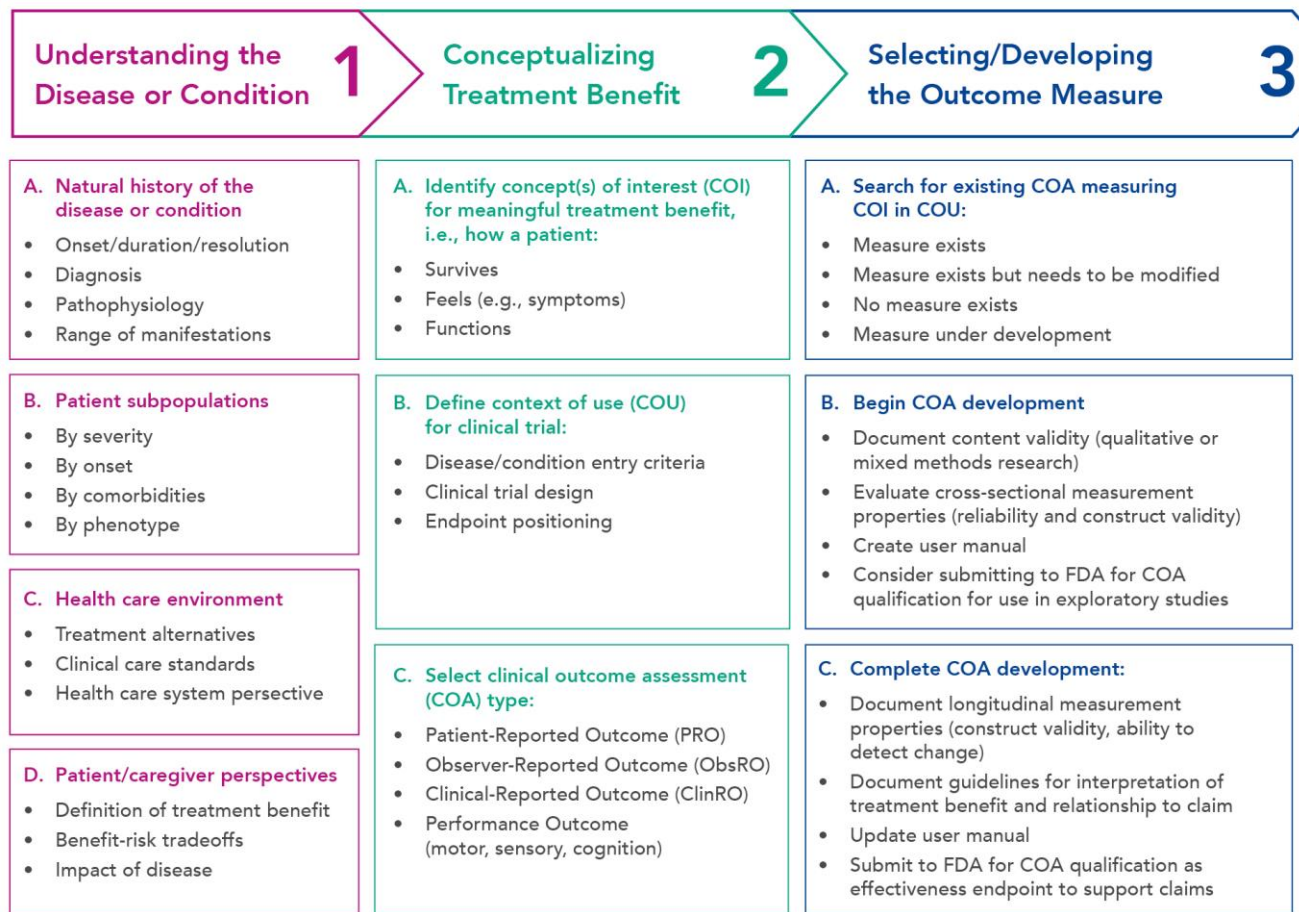 Understanding the
Disease or Condition
1
Conceptualizing
Treatment Benefit
2
Selecting/Developing
the Outcome Measure
3
A. Natural history of the
disease or condition
• Onset/duration/resolution
• Diagnosis
• Pathophysiology
• Range of manifestations
B. Patient subpopulations
• By severity
• By onset
• By comorbidities
• By phenotype
C. Health care environment
• Treatment alternatives
• Clinical care standards
• Health care system persective
D. Patient/caregiver perspectives
• Definition of treatment benefit
• Benefit-risk tradeoffs
• Impact of disease
A. Identify concept(s) of interest (COI)
for meaningful treatment benefit,
i.e., how a patient:
• Survives
• Feels (e.g., symptoms)
• Functions
B. Define context of use (COU)
for clinical trial:
• Disease/condition entry criteria
• Clinical trial design
• Endpoint positioning
C. Select clinical outcome assessment
(COA) type:
• Patient-Reported Outcome (PRO)
• Observer-Reported Outcome (ObsRO)
• Clinical-Reported Outcome (ClinRO)
• Performance Outcome
(motor, sensory, cognition)
A. Search for existing COA measuring
COI in COU:
• Measure exists
• Measure exists but needs to be modified
• No measure exists
• Measure under development
B. Begin COA development
• Document content validity (qualitative or
mixed methods research)
• Evaluate cross-sectional measurement
properties (reliability and construct validity)
• Create user manual
• Consider submitting to FDA for COA
qualification for use in exploratory studies
C. Complete COA development:
• Document longitudinal measurement
properties (construct validity, ability to
detect change)
• Document guidelines for interpretation of
treatment benefit and relationship to claim
• Update user manual
• Submit to FDA for COA qualification as
effectiveness endpoint to support claims